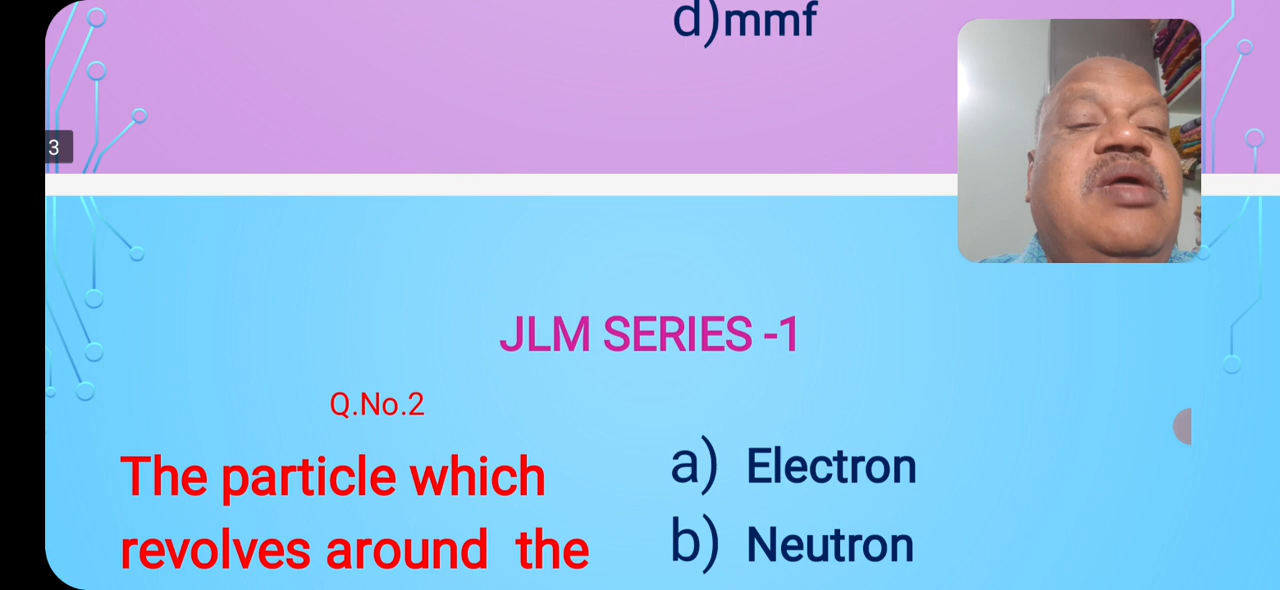 d)mmf
3
JLM SERIES -1
Q.No.2
The particle which
revolves around the
a) Electron
b) Neutron